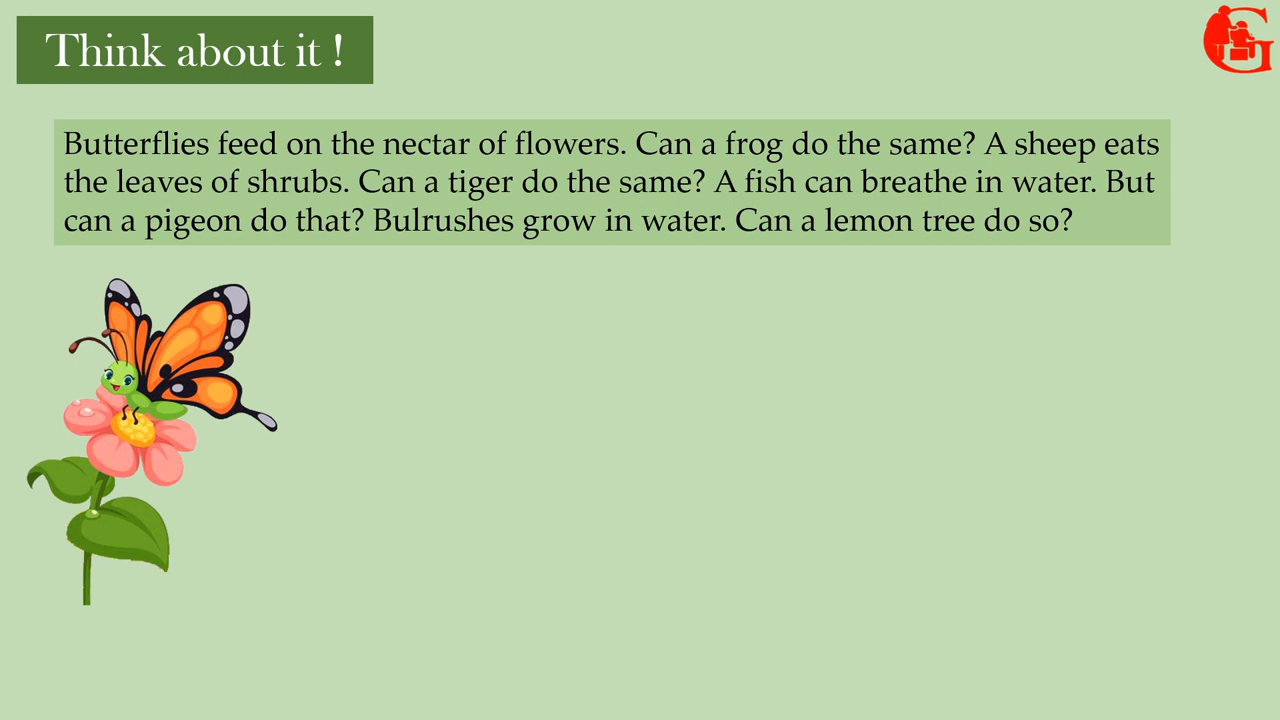 Think about it !
Butterflies feed on the nectar of flowers. Can a frog do the same? A sheep eats
the leaves of shrubs. Can a tiger do the same? A fish can breathe in water. But
can a pigeon do that? Bulrushes grow in water. Can a lemon tree do so?